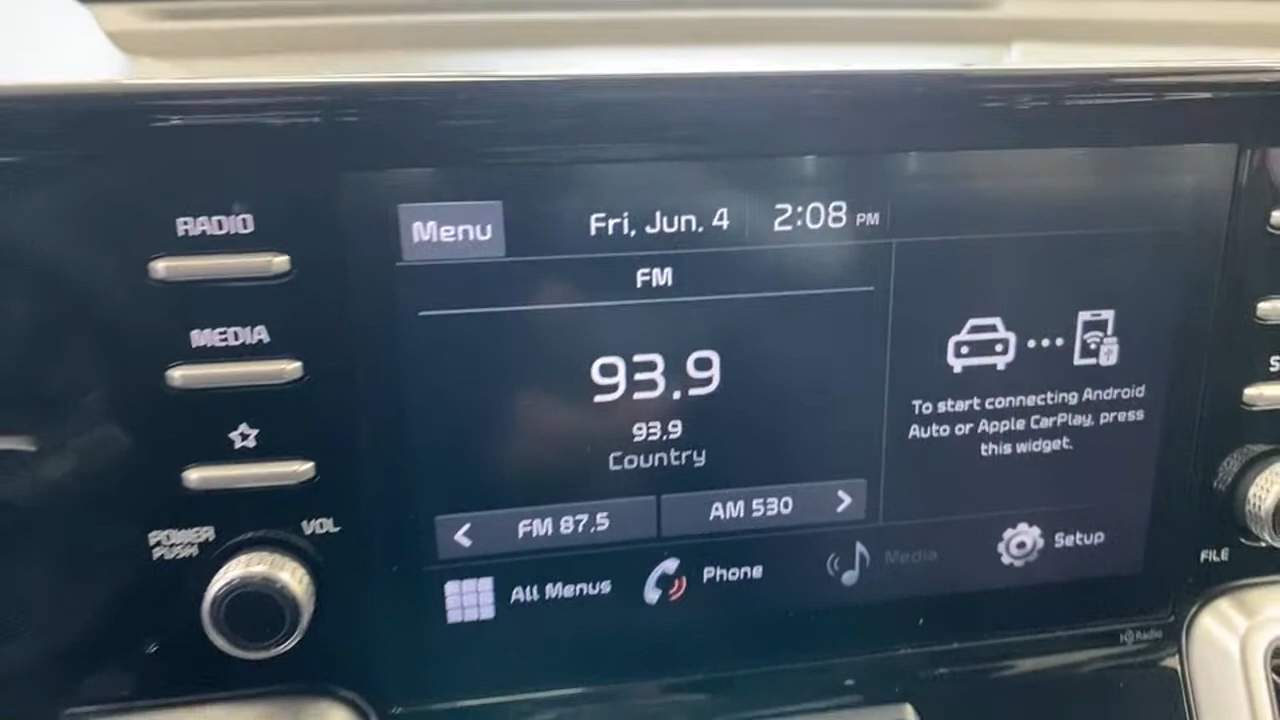 RADIO
MEDIA
POWER
PUSH
VOL
Menu
Fri, Jun. 4
2:08 PM
FM
93.9
93.9
Country
FM 87.5
AM 530
To start connecting Android
Auto or Apple CarPlay, press
this widget.
All Menus
Phone
Media
Setup
HD Radio
FILE
S